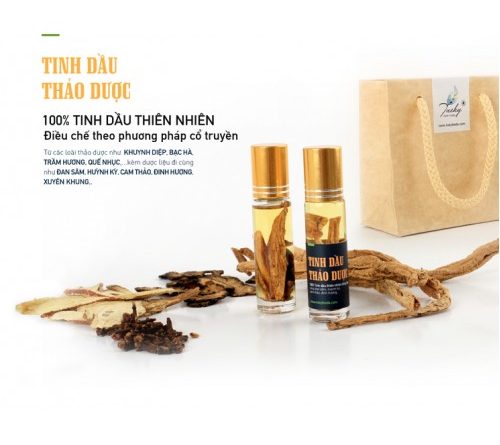 TINH DẦU
THẢO DƯỢC
100% TINH DẦU THIÊN NHIÊN
Điều chế theo phương pháp cổ truyền
Từ các loại thảo dược như: KHUYNH DIỆP, BẠC HÀ,
TRẦM HƯƠNG, QUẾ NHỤC,...kèm dược liệu đi cùng
như ĐAN SÂM, HUỲNH KỲ, CAM THẢO, ĐINH HƯƠNG,
XUYÊN KHUNG,.
TINH DẦU
THẢO DƯỢC